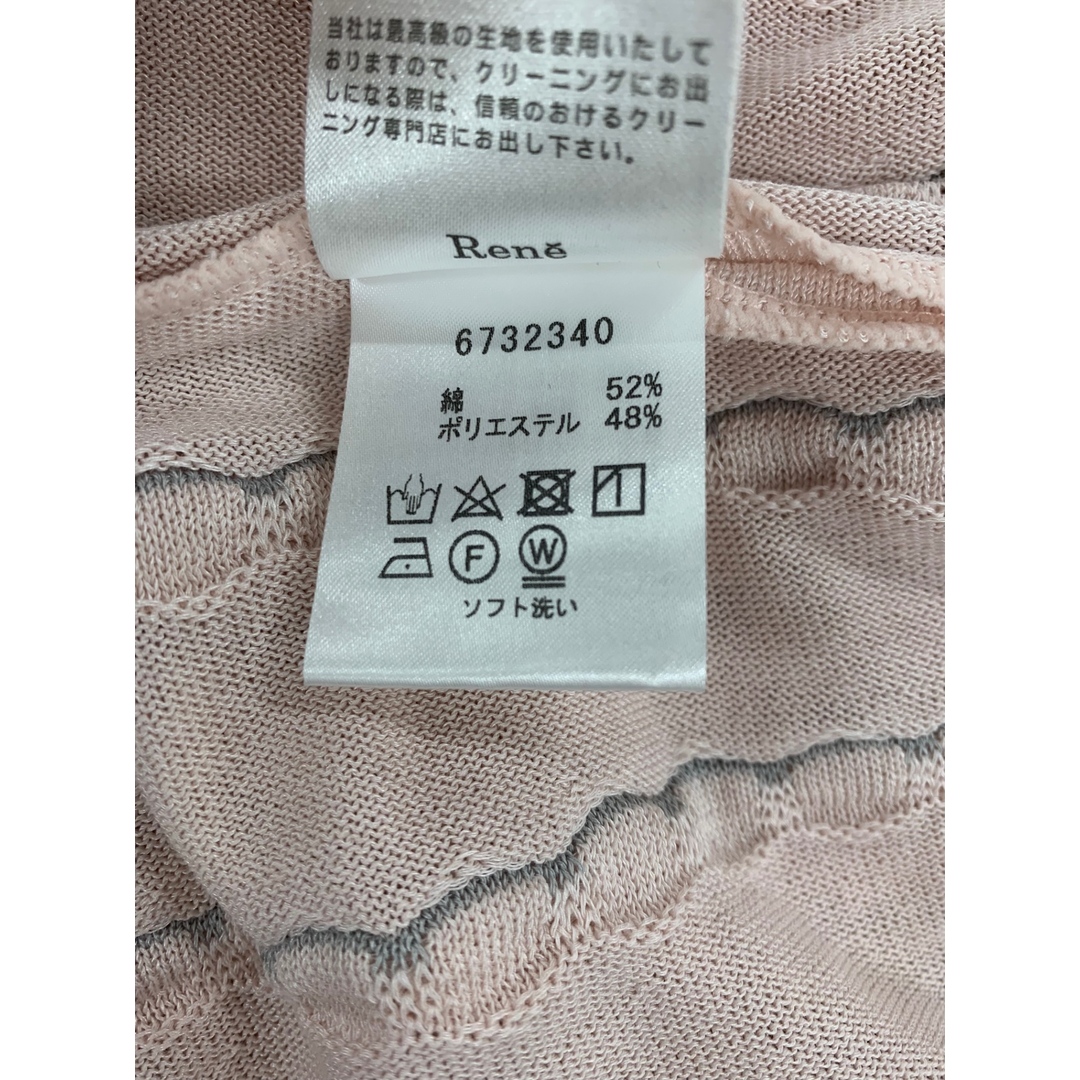 当社は最高級の生地を使用いたして
おりますので、クリーニングにお出
しになる際は、信頼のおけるクリー
ニング専門店にお出し下さい。
René
6732340
綿 52%
ポリエステル 48%
F W
ソフト洗い